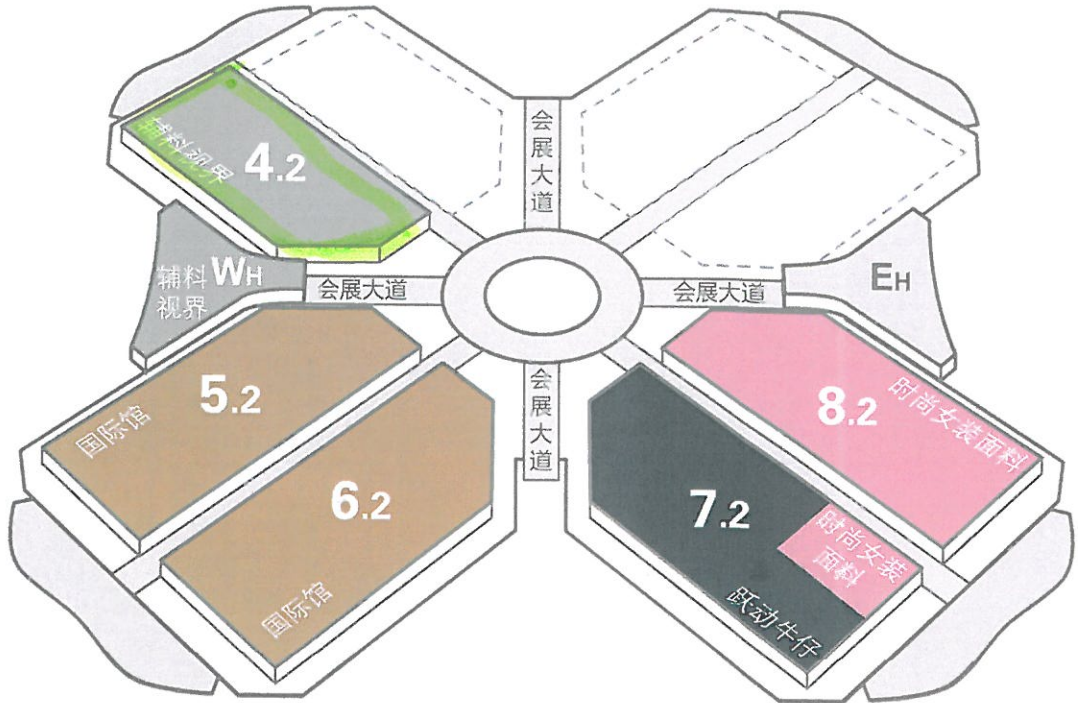 会展大道
4.2
辅料视界
WH
辅料
视界
会展大道
会展大道
EH
5.2
国际馆
会展大道
8.2
时尚女装面料
6.2
国际馆
7.2
时尚女装
面料
跃动牛仔